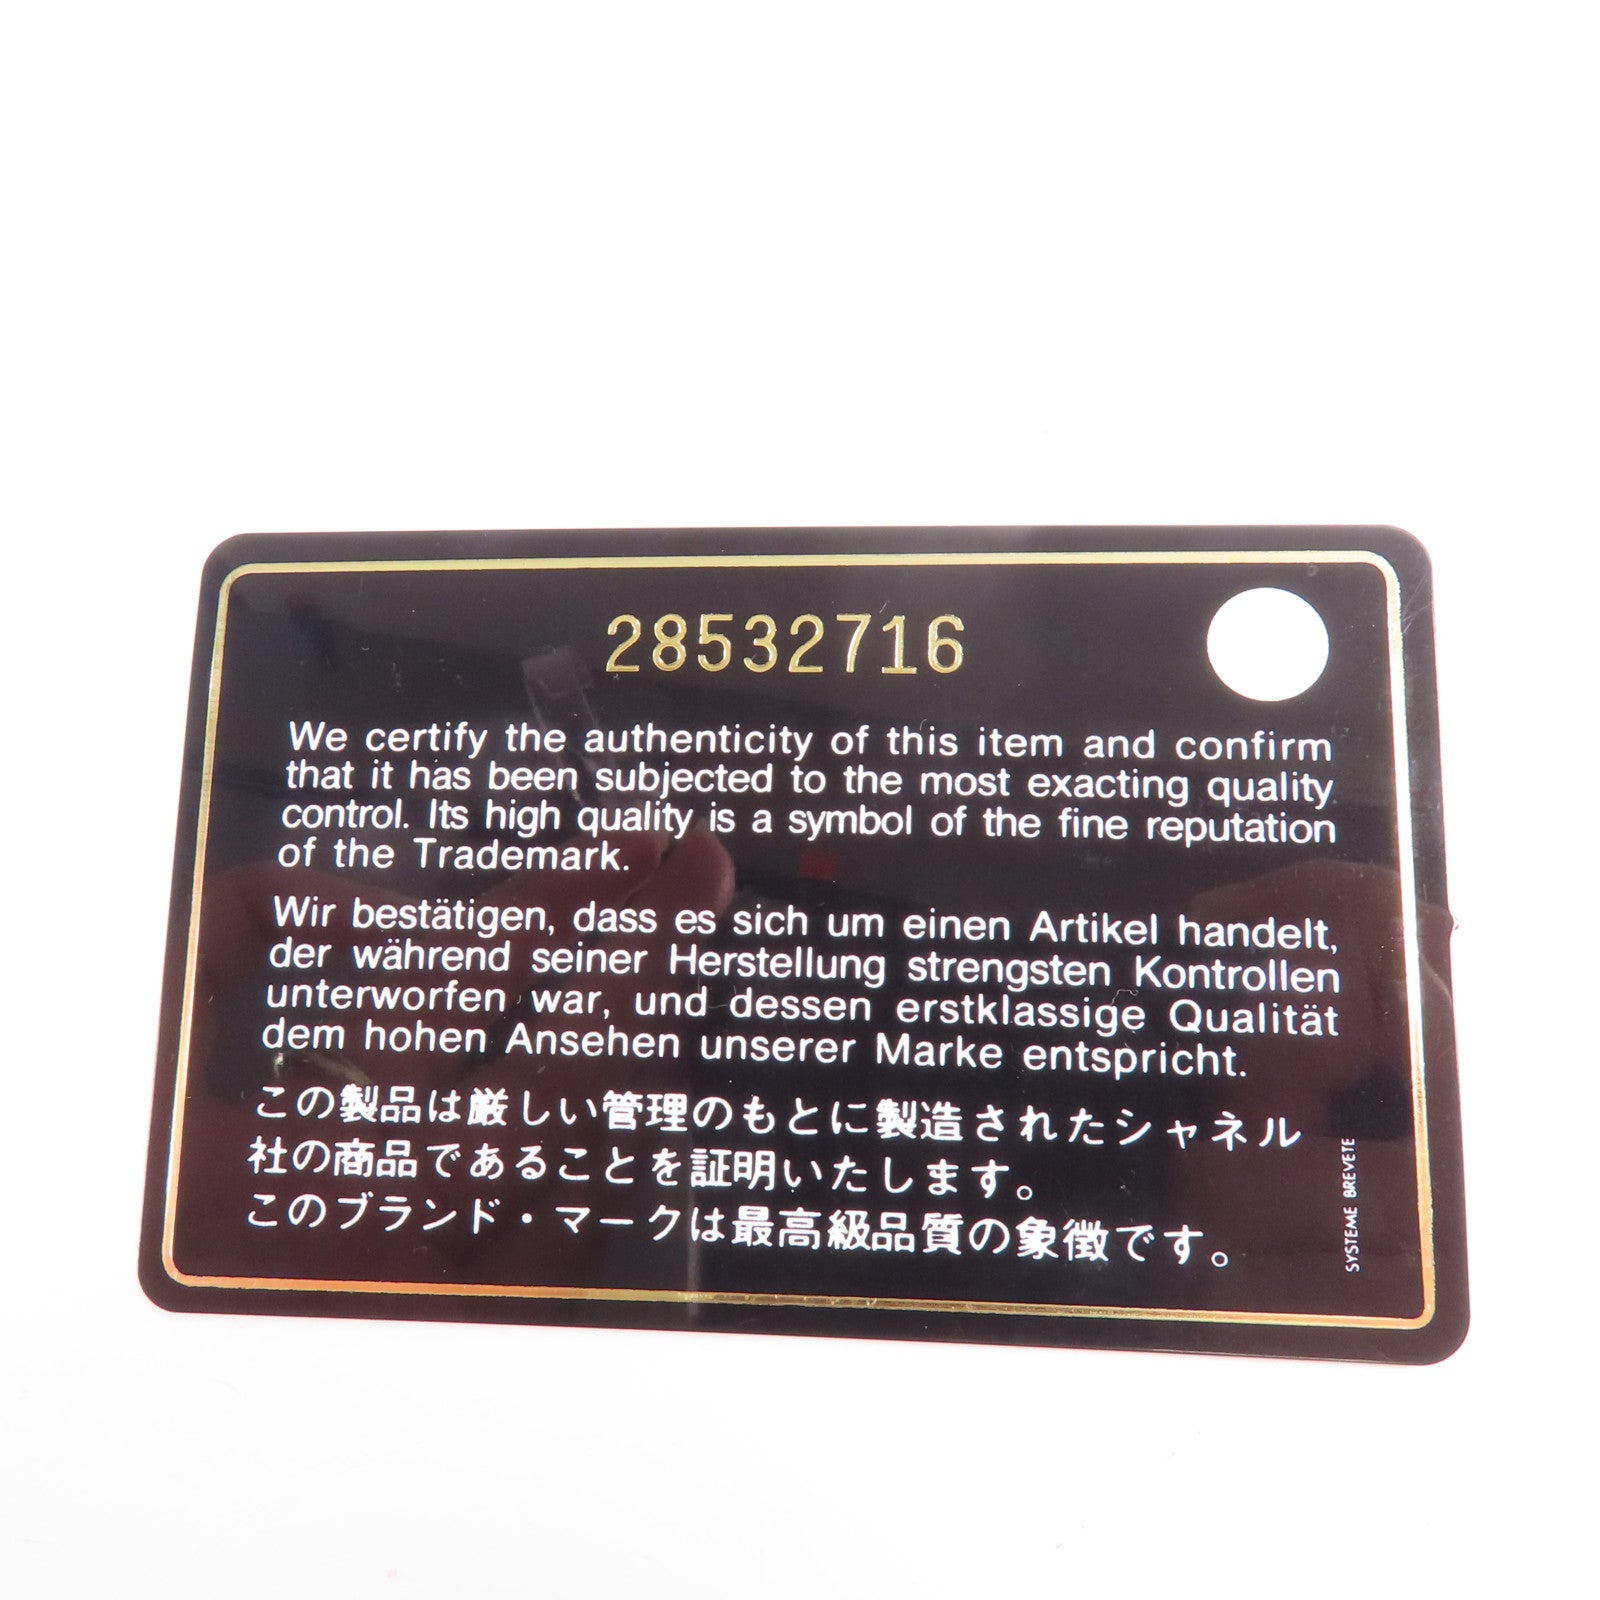 28532716
We certify the authenticity of this item and confirm
that it has been subjected to the most exacting quality
control. Its high quality is a symbol of the fine reputation
of the Trademark.
Wir bestätigen, dass es sich um einen Artikel handelt,
der während seiner Herstellung strengsten Kontrollen
unterworfen war, und dessen erstklassige Qualität
dem hohen Ansehen unserer Marke entspricht.
この製品は厳しい管理のもとに製造されたシャネル
社の商品であることを証明いたします。
このブランド・マークは最高級品質の象徴です。
SYSTEME BREVETE